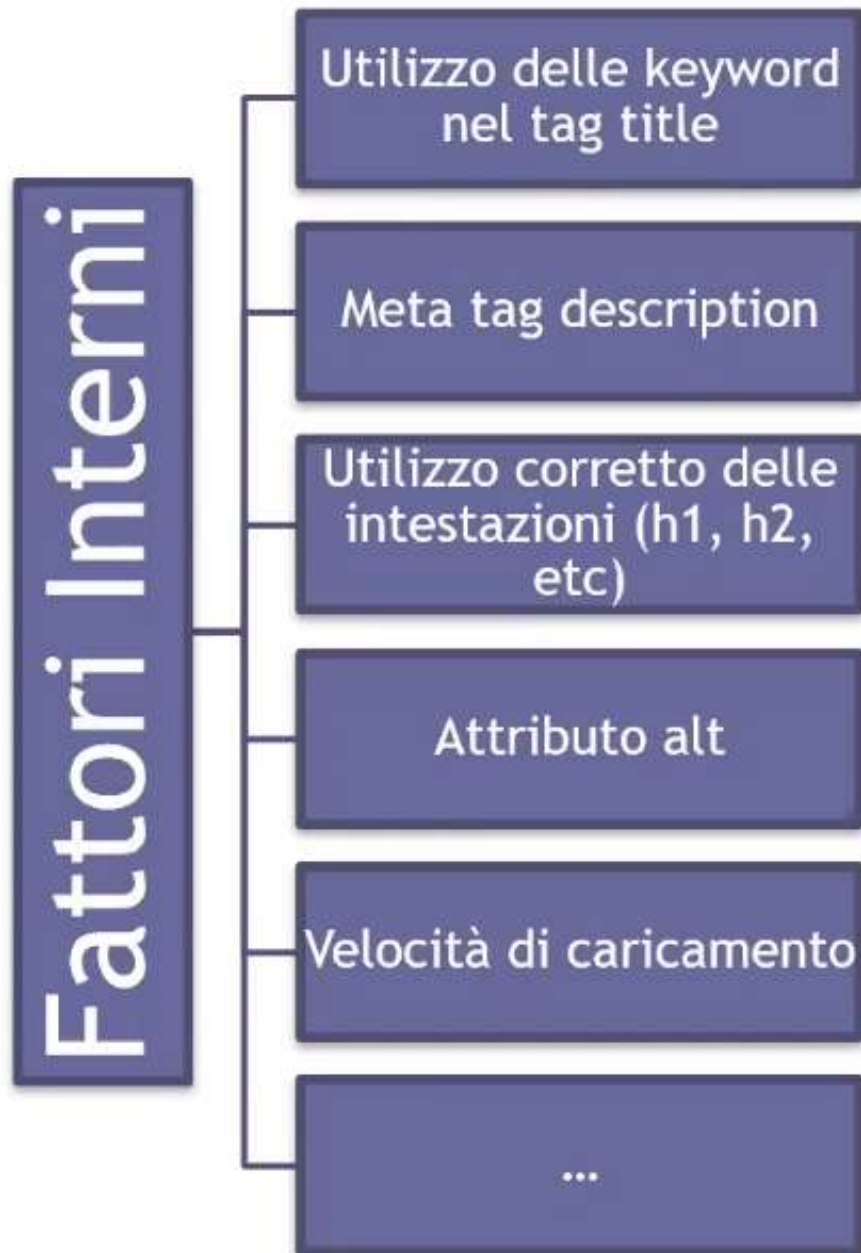 Fattori Interni
Utilizzo delle keyword
nel tag title
Meta tag description
Utilizzo corretto delle
intestazioni (h1, h2,
etc)
Attributo alt
Velocità di caricamento
...